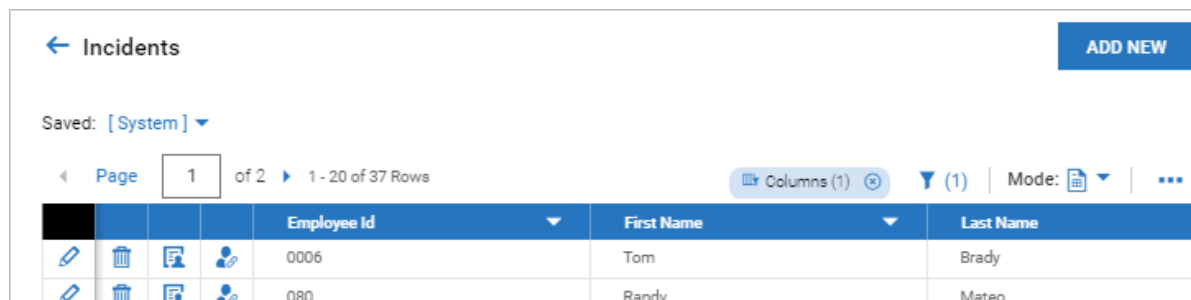 Incidents
ADD NEW
Saved: [ System ]
Page 1 of 2 1 - 20 of 37 Rows Columns (1) (1) Mode:
Employee Id First Name Last Name
0006 Tom Brady
080 Randy Mateo